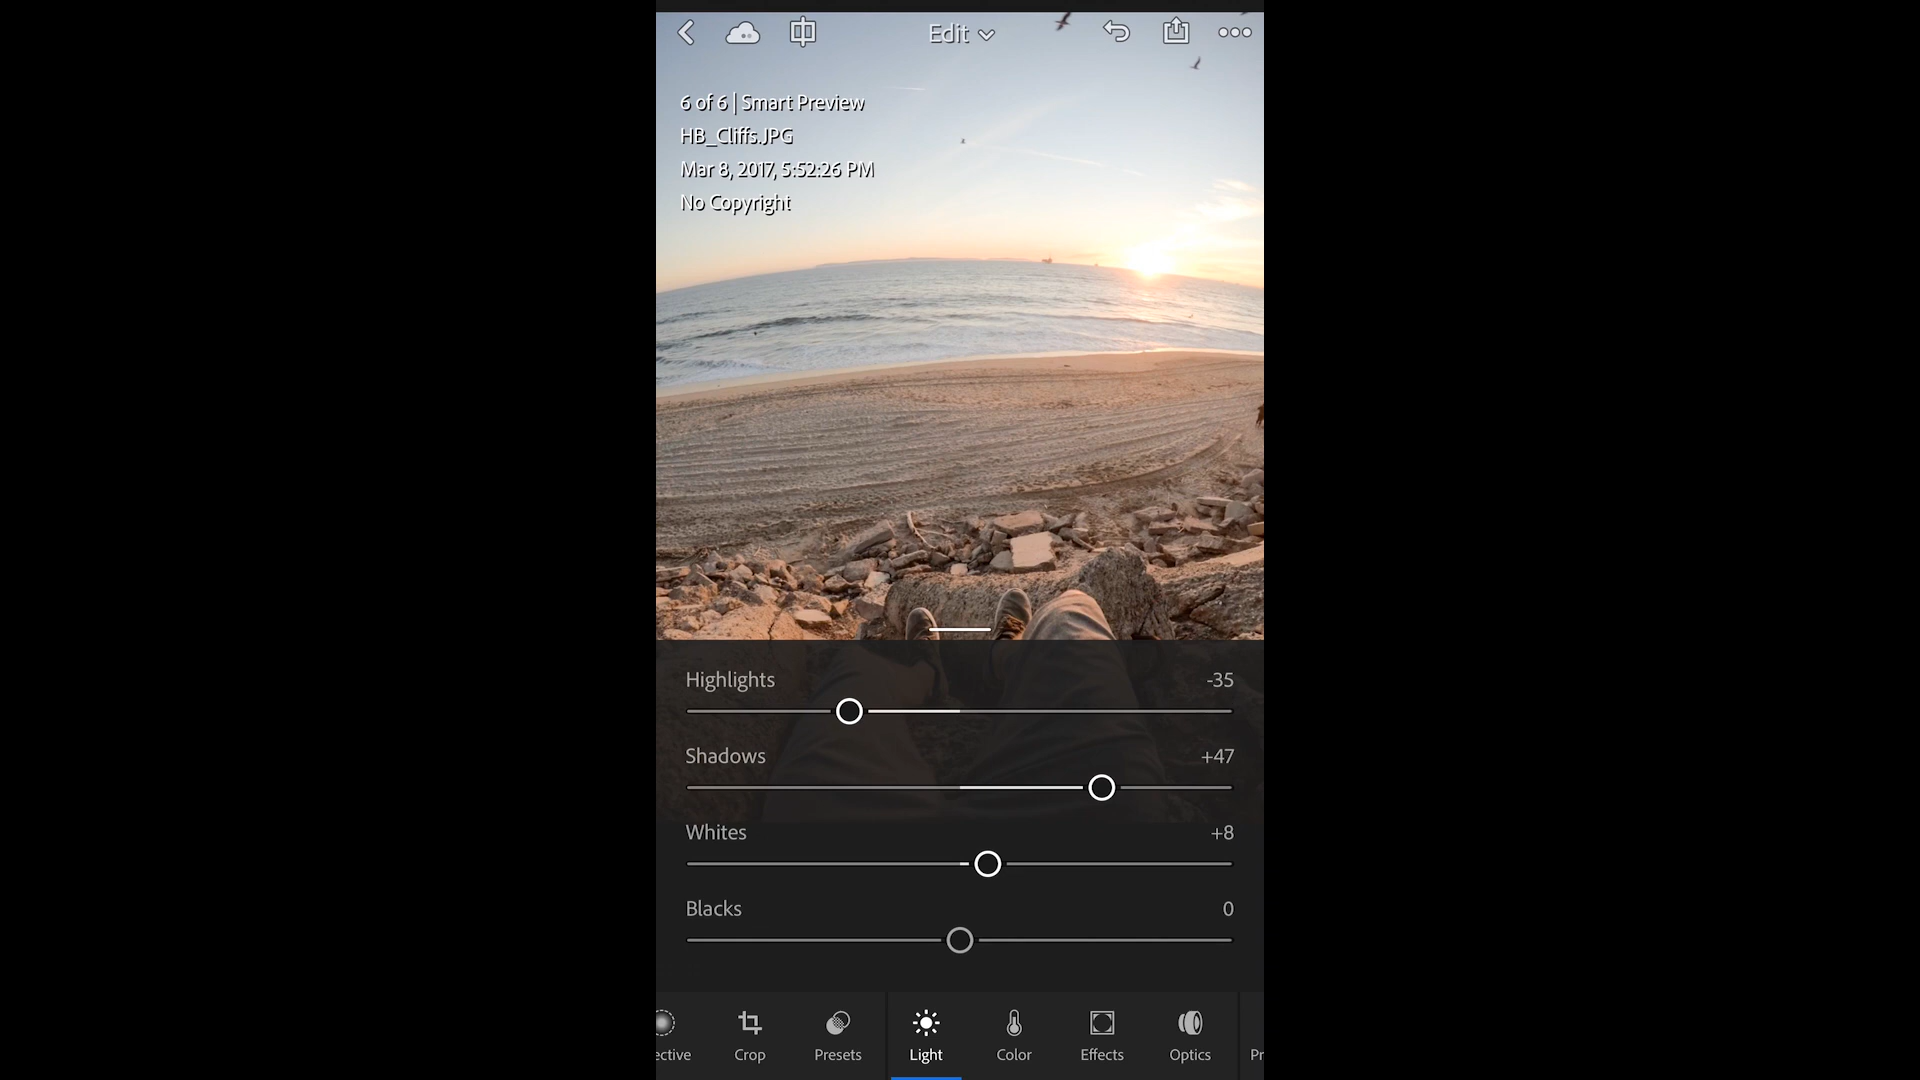 Edit
6 of 6 | Smart Preview
HB_Cliffs.JPG
Mar 8, 2017, 5:52:26 PM
No Copyright
Highlights -35
Shadows +47
Whites +8
Blacks 0
ective Crop Presets Light Color Effects Optics Pr